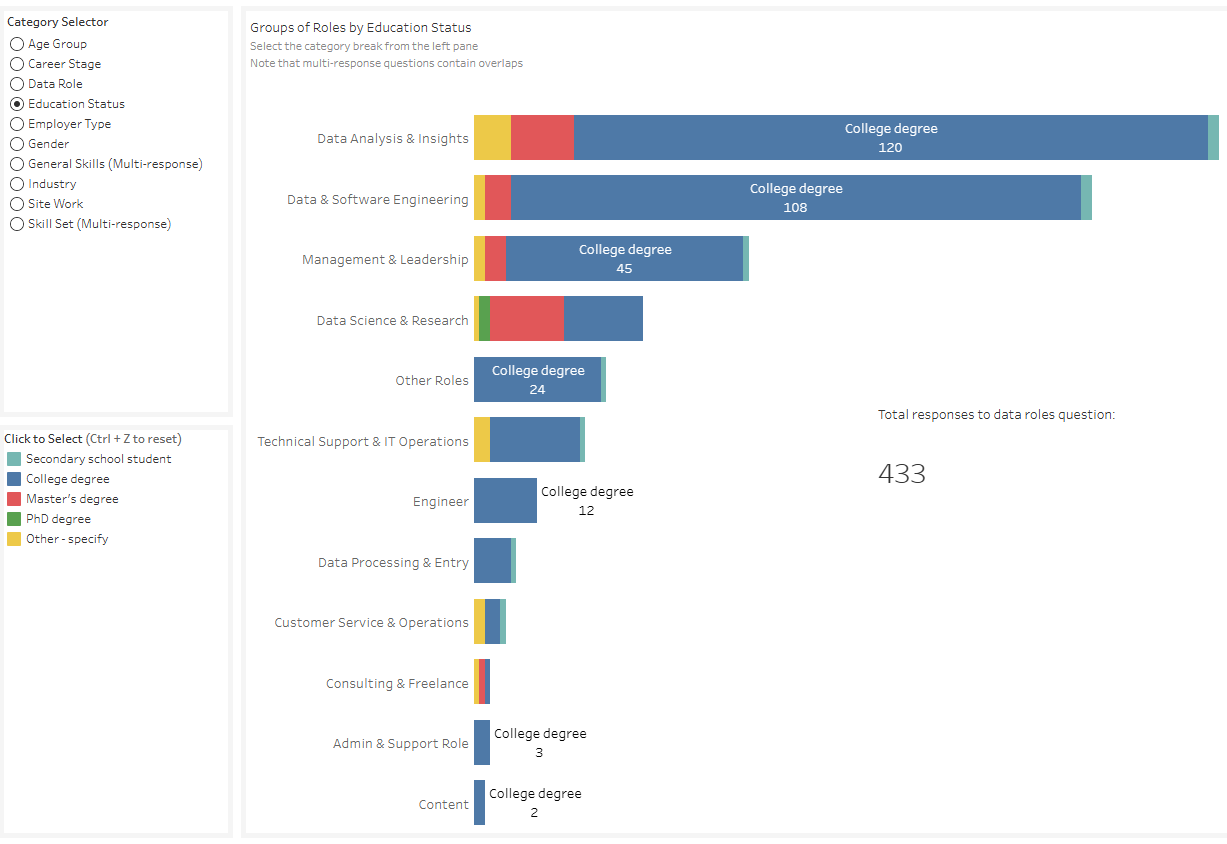 Category Selector
Age Group
Career Stage
Data Role
Education Status
Employer Type
Gender
General Skills (Multi-response)
Industry
Site Work
Skill Set (Multi-response)
Click to Select (Ctrl + Z to reset)
Secondary school student
College degree
Master's degree
PhD degree
Other - specify
Groups of Roles by Education Status
Select the category break from the left pane
Note that multi-response questions contain overlaps
Data Analysis & Insights
College degree
120
Data & Software Engineering
College degree
108
Management & Leadership
College degree
45
Data Science & Research
Other Roles
College degree
24
Technical Support & IT Operations
Engineer
College degree
12
Data Processing & Entry
Customer Service & Operations
Consulting & Freelance
Admin & Support Role
College degree
3
Content
College degree
2
Total responses to data roles question:
433